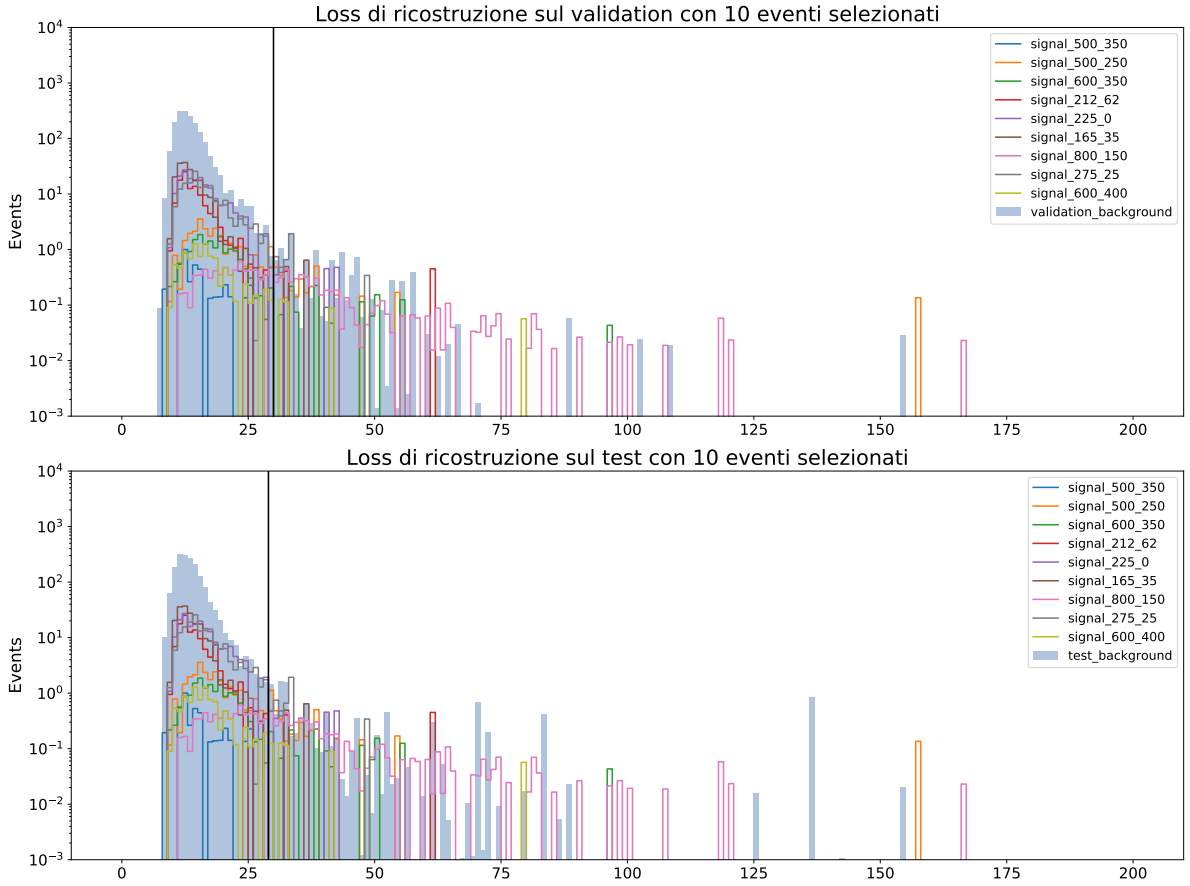 Loss di ricostruzione sul validation con 10 eventi selezionati
10^4
10^3
10^2
10^1
10^0
10^-1
10^-2
10^-3
Events
signal_500_350
signal_500_250
signal_600_350
signal_212_62
signal_225_0
signal_165_35
signal_800_150
signal_275_25
signal_600_400
validation_background
0 25 50 75 100 125 150 175 200
Loss di ricostruzione sul test con 10 eventi selezionati
10^4
10^3
10^2
10^1
10^0
10^-1
10^-2
10^-3
Events
signal_500_350
signal_500_250
signal_600_350
signal_212_62
signal_225_0
signal_165_35
signal_800_150
signal_275_25
signal_600_400
test_background
0 25 50 75 100 125 150 175 200